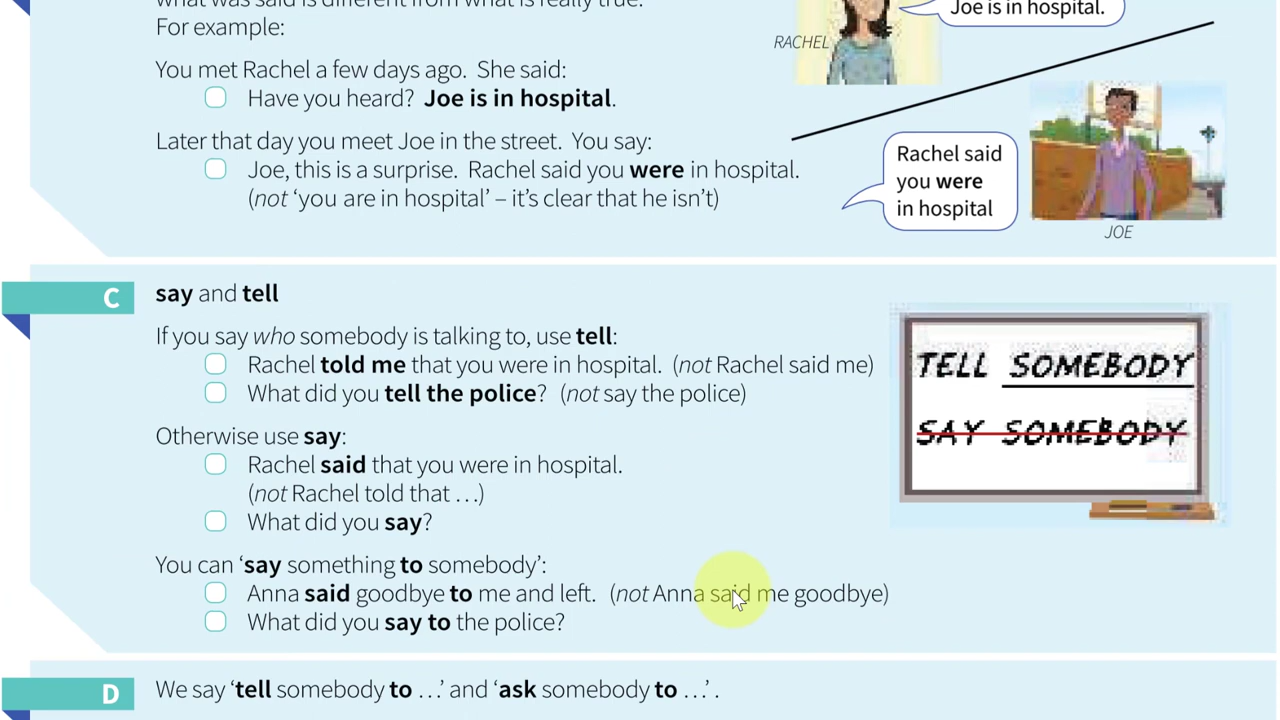 what was said is different from what is really true.
For example:
You met Rachel a few days ago. She said:
Have you heard? Joe is in hospital.
Later that day you meet Joe in the street. You say:
Joe, this is a surprise. Rachel said you were in hospital.
(not ‘you are in hospital’ – it’s clear that he isn’t)
RACHEL
Joe is in hospital.
Rachel said
you were
in hospital
JOE
C
say and tell
If you say who somebody is talking to, use tell:
Rachel told me that you were in hospital. (not Rachel said me)
What did you tell the police? (not say the police)
Otherwise use say:
Rachel said that you were in hospital.
(not Rachel told that …)
What did you say?
You can ‘say something to somebody’:
Anna said goodbye to me and left. (not Anna said me goodbye)
What did you say to the police?
TELL SOMEBODY
SAY SOMEBODY
D
We say ‘tell somebody to …’ and ‘ask somebody to …’ .